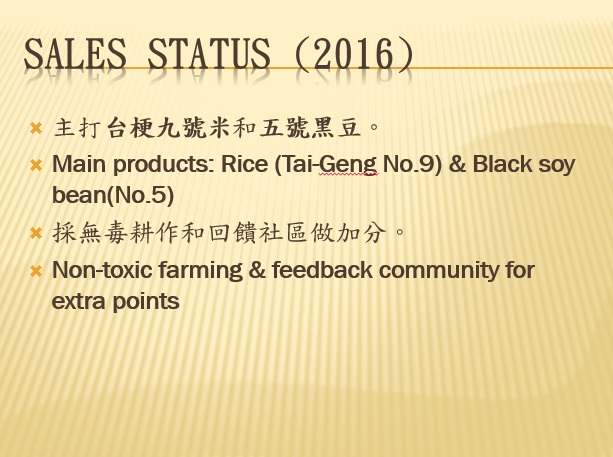 SALES STATUS (2016)
主打台梗九號米和五號黑豆。
Main products: Rice (Tai-Geng No.9) & Black soy
bean(No.5)
採無毒耕作和回饋社區做加分。
Non-toxic farming & feedback community for
extra points